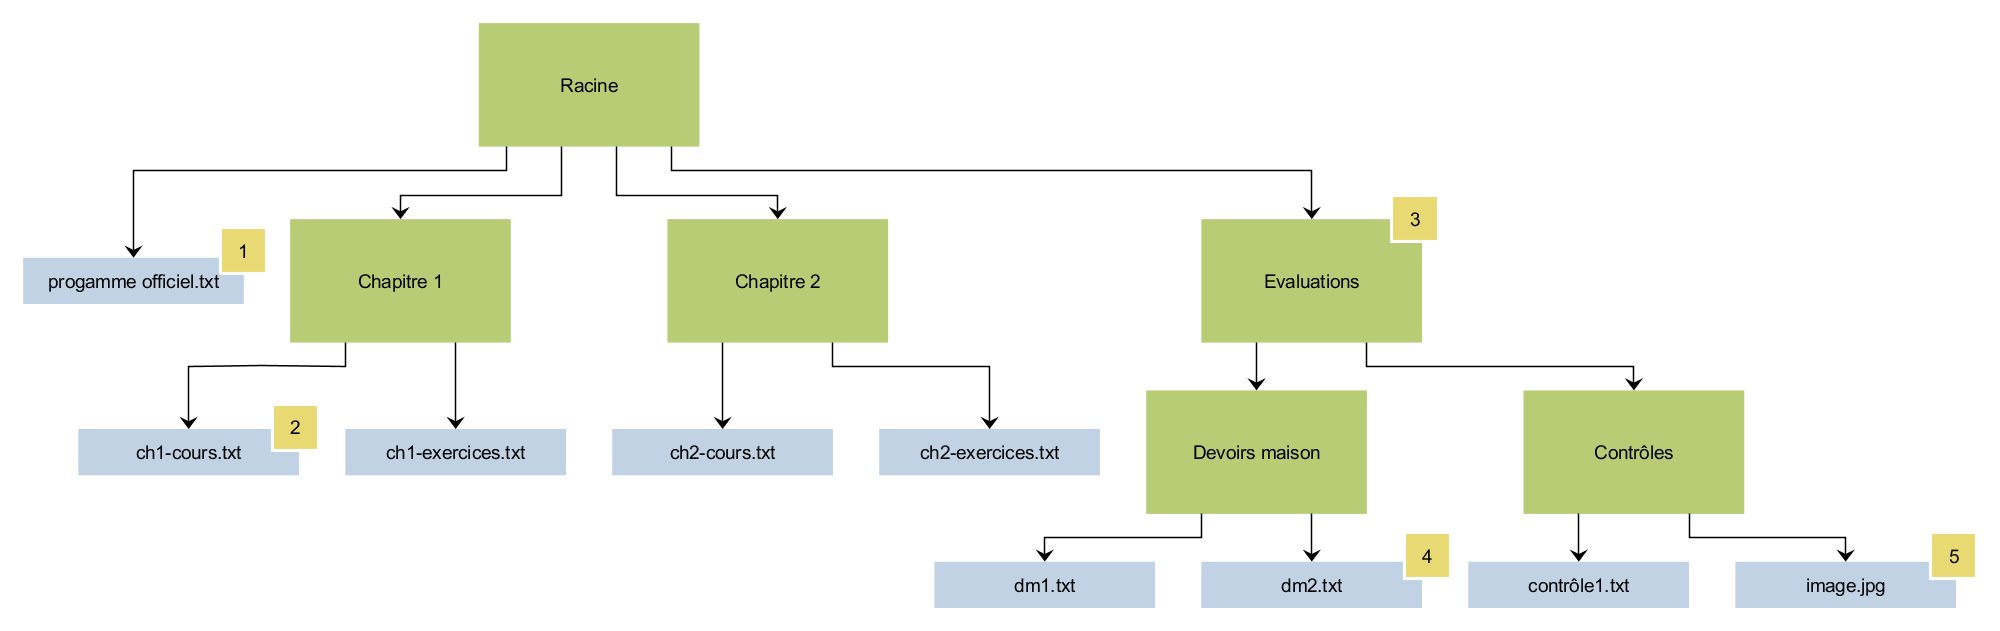 Racine
3
1
progamme officiel.txt
Chapitre 1
Chapitre 2
Evaluations
2
ch1-cours.txt
ch1-exercices.txt
ch2-cours.txt
ch2-exercices.txt
Devoirs maison
Contrôles
4
5
dm1.txt
dm2.txt
contrôle1.txt
image.jpg